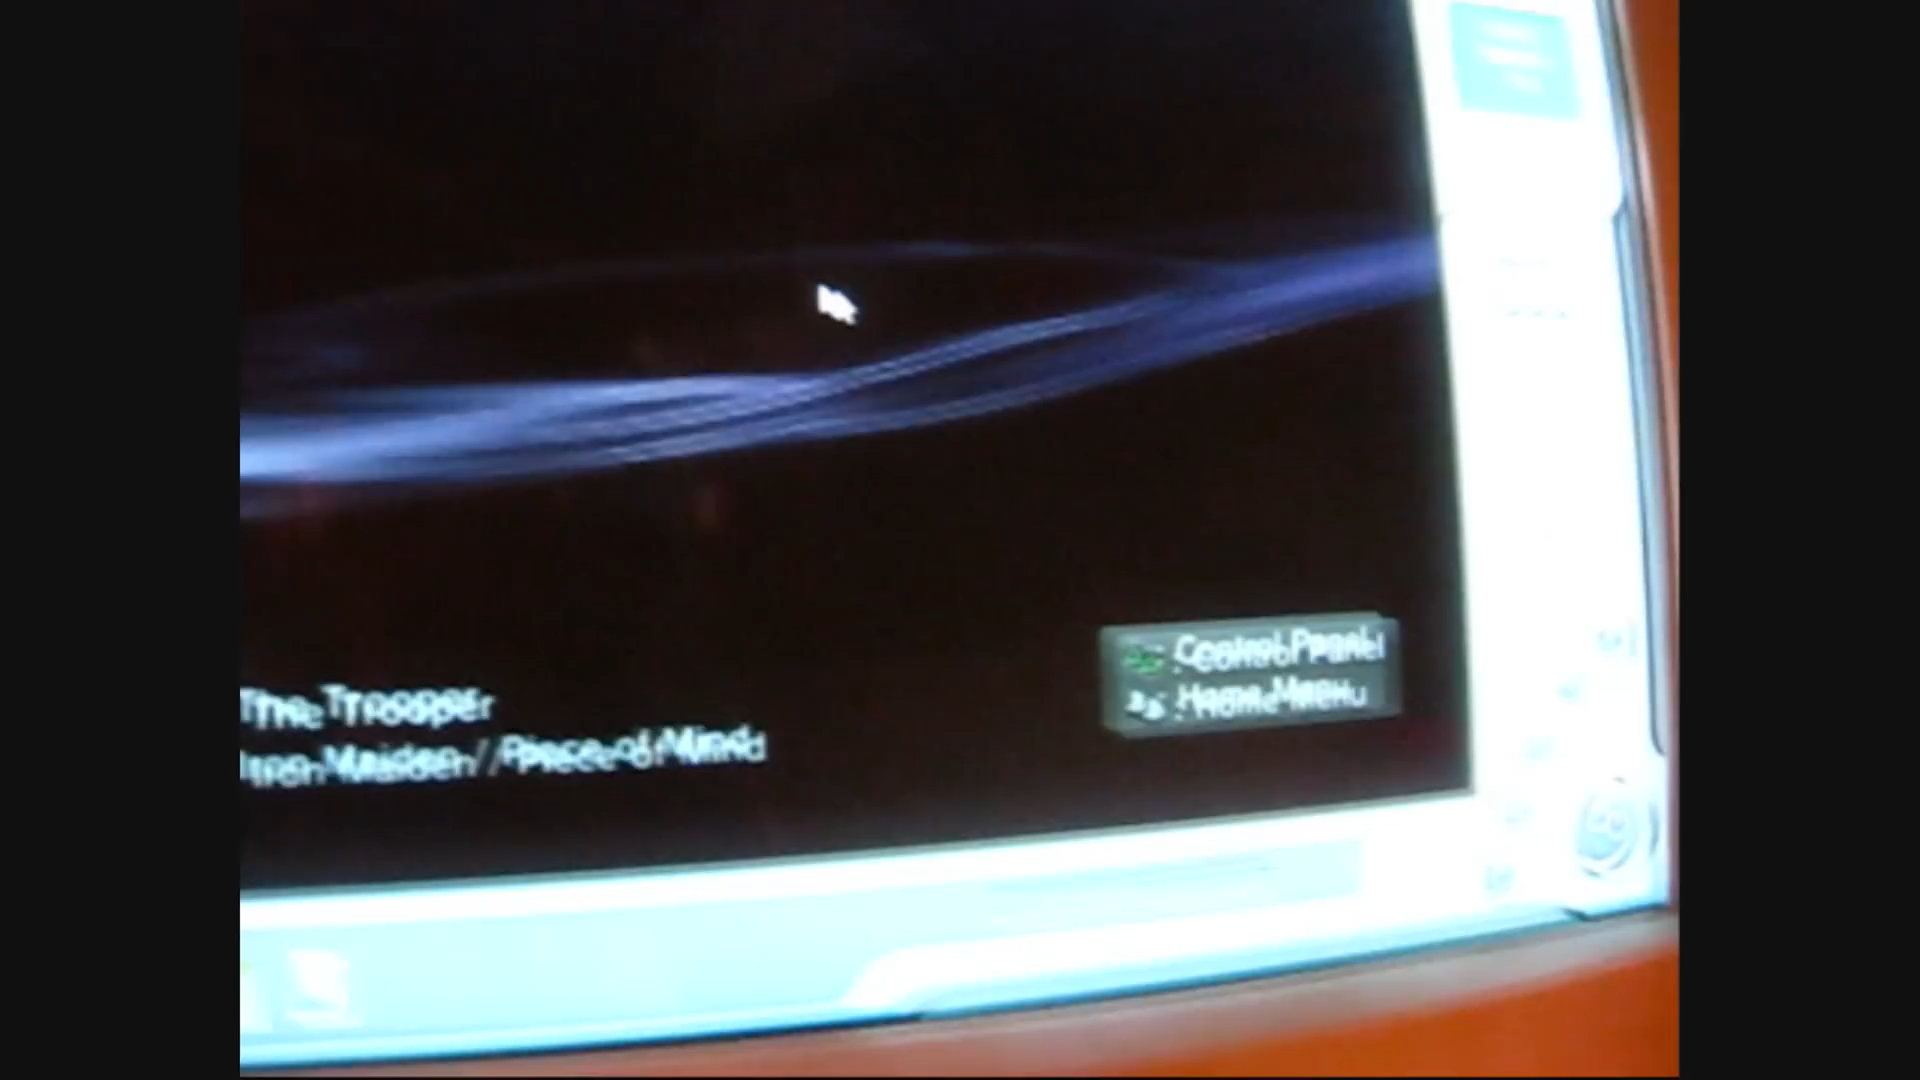 The Trooper
Iron Maiden / Piece of Mind
: Control Panel
: Home Menu